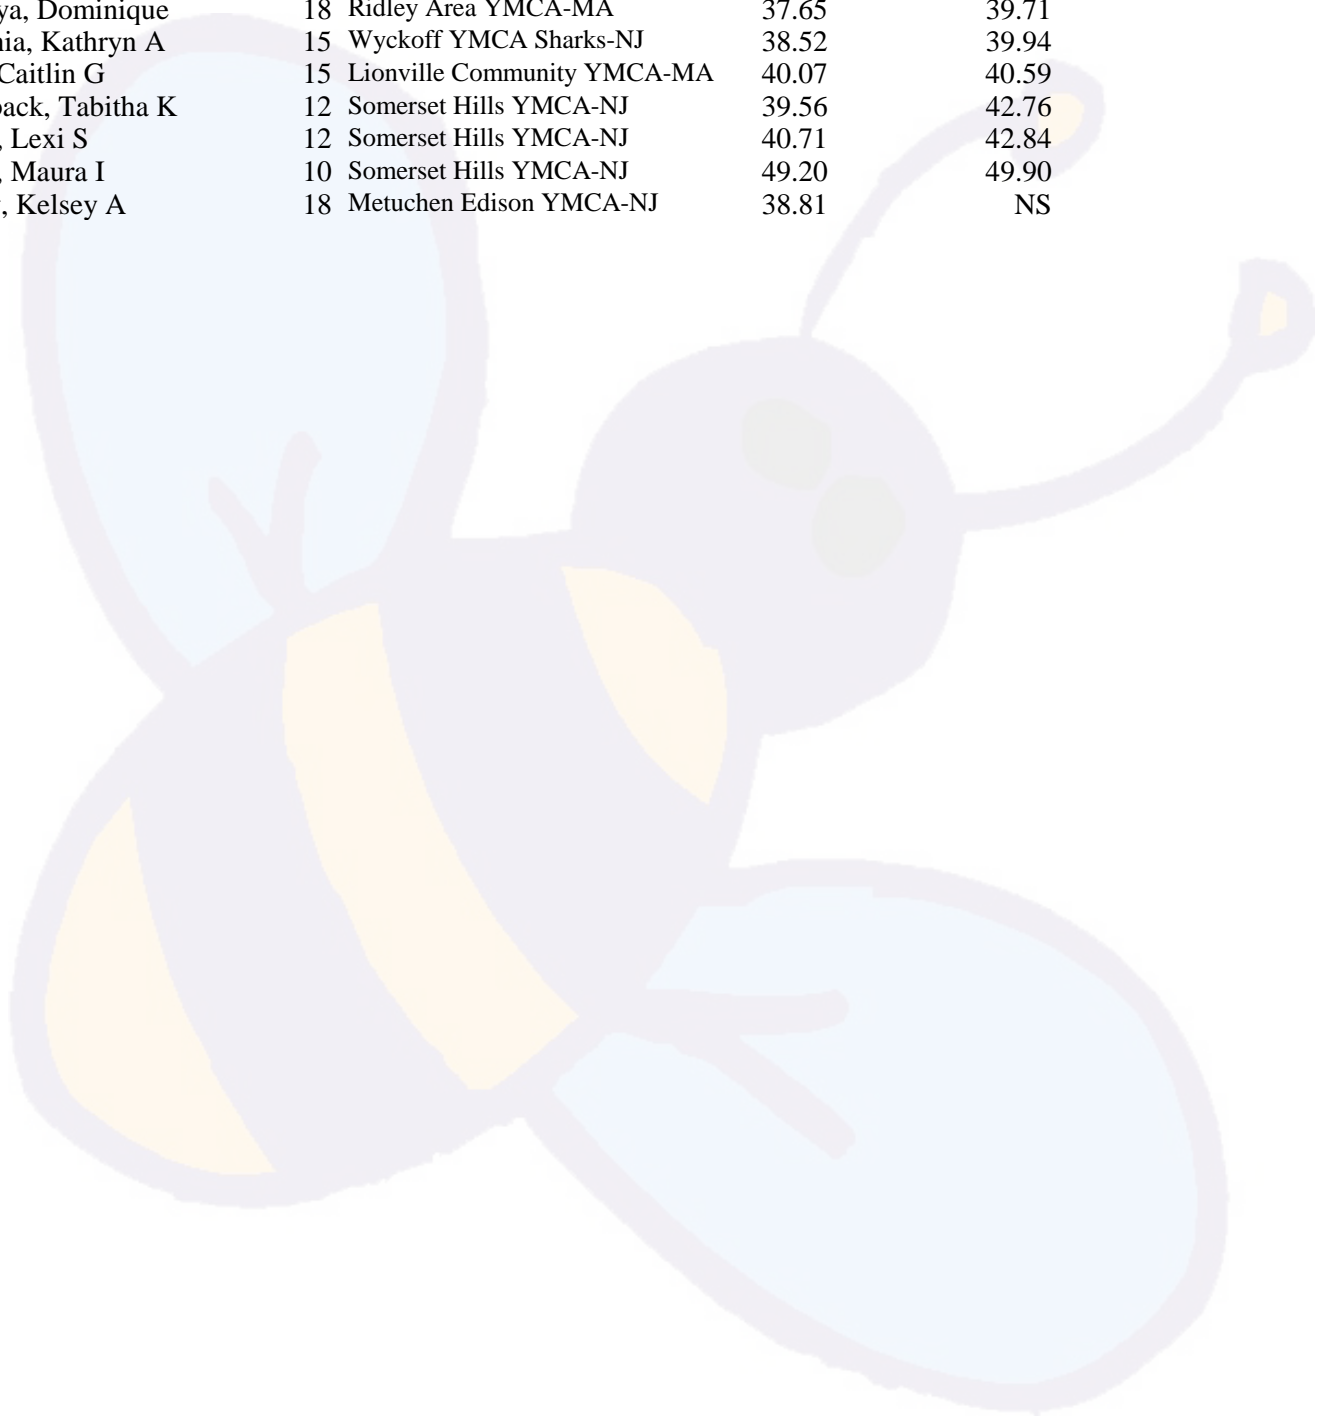 ya, Dominique 18 Ridley Area YMCA-MA 37.65 39.71
nia, Kathryn A 15 Wyckoff YMCA Sharks-NJ 38.52 39.94
Caitlin G 15 Lionville Community YMCA-MA 40.07 40.59
back, Tabitha K 12 Somerset Hills YMCA-NJ 39.56 42.76
, Lexi S 12 Somerset Hills YMCA-NJ 40.71 42.84
, Maura I 10 Somerset Hills YMCA-NJ 49.20 49.90
, Kelsey A 18 Metuchen Edison YMCA-NJ 38.81 NS